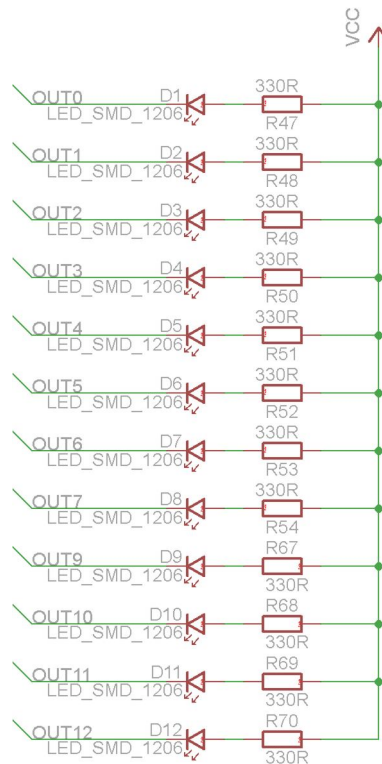 VCC
330R
OUT0 D1
LED_SMD_1206
R47
330R
OUT1 D2
LED_SMD_1206
R48
330R
OUT2 D3
LED_SMD_1206
R49
330R
OUT3 D4
LED_SMD_1206
R50
330R
OUT4 D5
LED_SMD_1206
R51
330R
OUT5 D6
LED_SMD_1206
R52
330R
OUT6 D7
LED_SMD_1206
R53
330R
OUT7 D8
LED_SMD_1206
R54
R67
OUT9 D9
LED_SMD_1206
330R
R68
OUT10 D10
LED_SMD_1206
330R
R69
OUT11 D11
LED_SMD_1206
330R
R70
OUT12 D12
LED_SMD_1206
330R